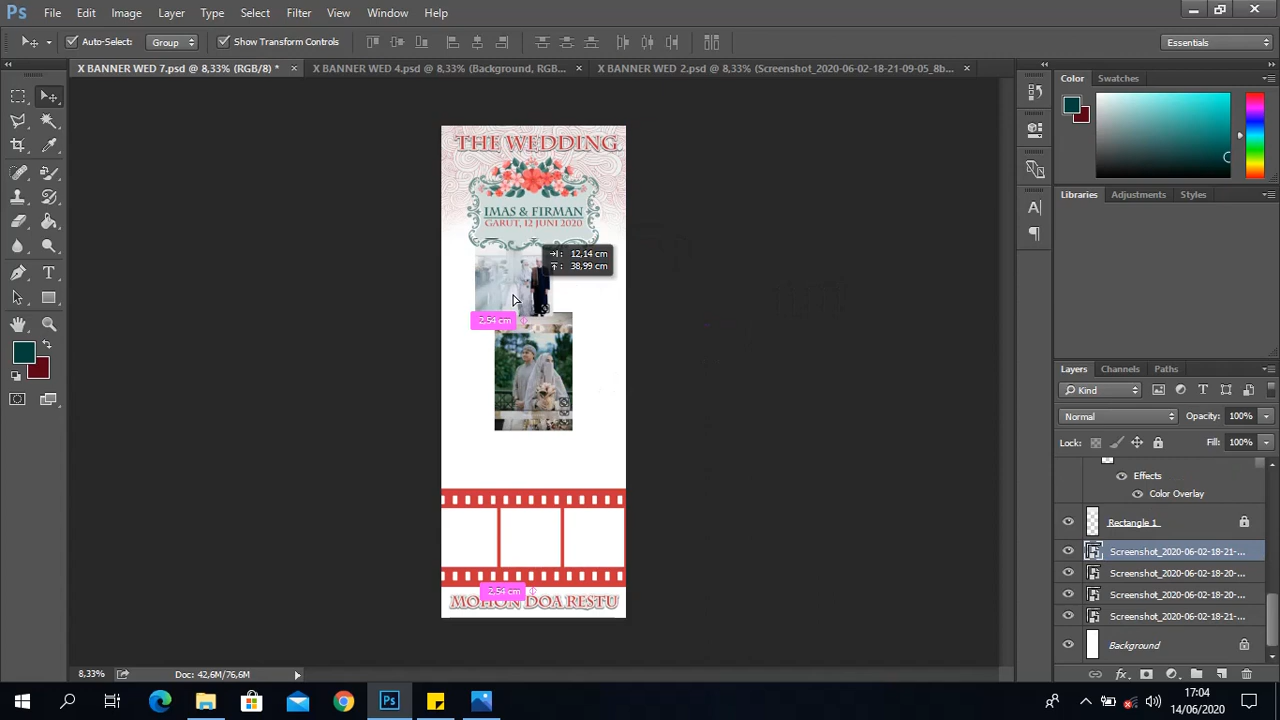 Ps File Edit Image Layer Type Select Filter View Window Help
Auto-Select: Group Show Transform Controls Essentials
X BANNER WED 7.psd @ 8,33% (RGB/8) * × X BANNER WED 4.psd @ 8,33% (Background, RGB... × X BANNER WED 2.psd @ 8,33% (Screenshot_2020-06-02-18-21-09-05_8b... ×
Color Swatches
THE WEDDING
IMAS & FIRMAN
GARUT, 12 JUNI 2020
12,14 cm
38,99 cm
2,54 cm
2,54 cm
MOHON DOA RESTU
Libraries Adjustments Styles
Layers Channels Paths
Kind
Normal Opacity: 100%
Lock: Fill: 100%
Effects
Color Overlay
Rectangle 1
Screenshot_2020-06-02-18-21-...
Screenshot_2020-06-02-18-20-...
Screenshot_2020-06-02-18-20-...
Screenshot_2020-06-02-18-21-...
Background
8,33% Doc: 42,6M/76,6M
Ps
17:04
14/06/2020